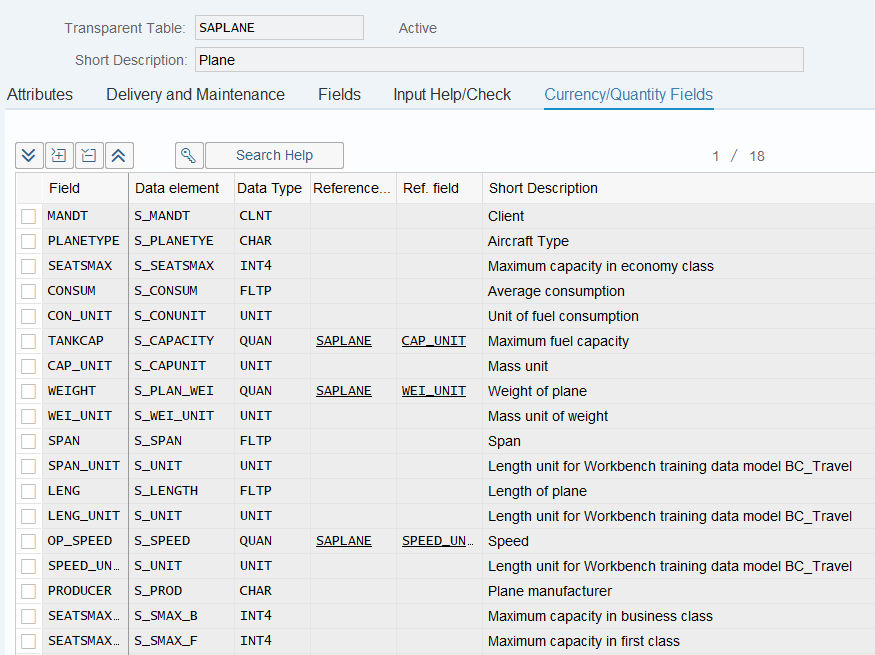 Transparent Table: SAPLANE Active
Short Description: Plane
Attributes Delivery and Maintenance Fields Input Help/Check Currency/Quantity Fields
Search Help 1 / 18
Field Data element Data Type Reference... Ref. field Short Description
MANDT S_MANDT CLNT Client
PLANETYPE S_PLANETYE CHAR Aircraft Type
SEATSMAX S_SEATSMAX INT4 Maximum capacity in economy class
CONSUM S_CONSUM FLTP Average consumption
CON_UNIT S_CONUNIT UNIT Unit of fuel consumption
TANKCAP S_CAPACITY QUAN SAPLANE CAP_UNIT Maximum fuel capacity
CAP_UNIT S_CAPUNIT UNIT Mass unit
WEIGHT S_PLAN_WEI QUAN SAPLANE WEI_UNIT Weight of plane
WEI_UNIT S_WEI_UNIT UNIT Mass unit of weight
SPAN S_SPAN FLTP Span
SPAN_UNIT S_UNIT UNIT Length unit for Workbench training data model BC_Travel
LENG S_LENGTH FLTP Length of plane
LENG_UNIT S_UNIT UNIT Length unit for Workbench training data model BC_Travel
OP_SPEED S_SPEED QUAN SAPLANE SPEED_UN... Speed
SPEED_UN... S_UNIT UNIT Length unit for Workbench training data model BC_Travel
PRODUCER S_PROD CHAR Plane manufacturer
SEATSMAX... S_SMAX_B INT4 Maximum capacity in business class
SEATSMAX... S_SMAX_F INT4 Maximum capacity in first class